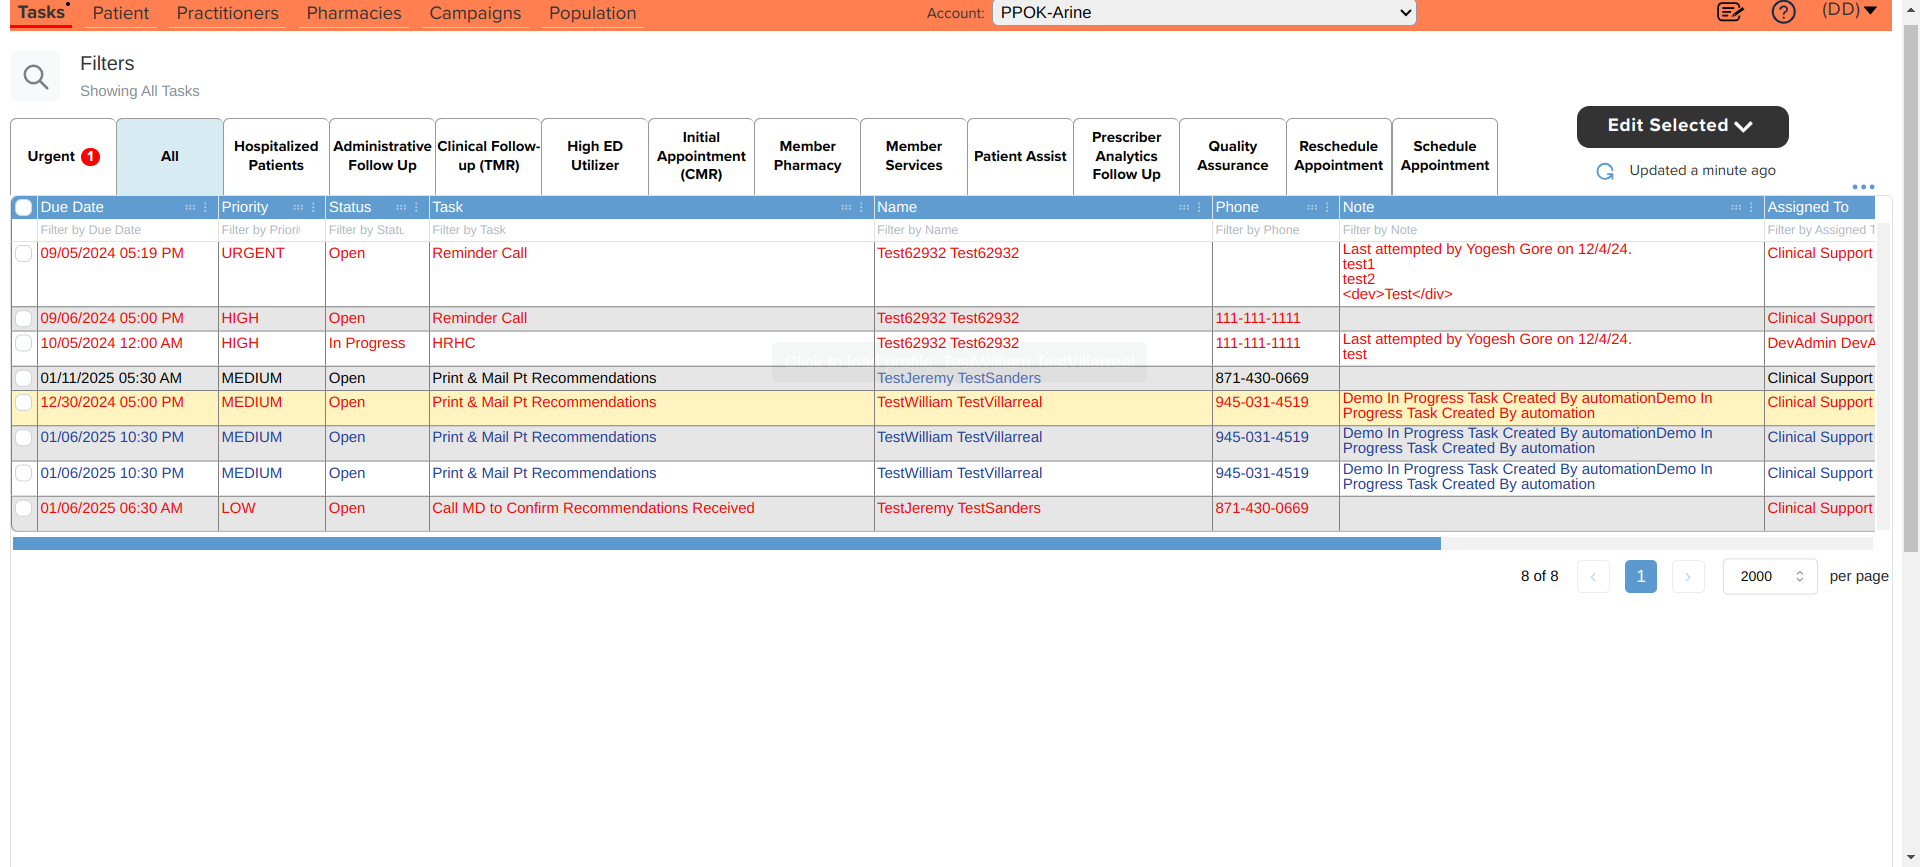 Tasks Patient Practitioners Pharmacies Campaigns Population Account: PPOK-Arine (DD)
Filters
Showing All Tasks
Urgent 1
All
Hospitalized
Patients
Administrative
Follow Up
Clinical Follow-
up (TMR)
High ED
Utilizer
Initial
Appointment
(CMR)
Member
Pharmacy
Member
Services
Patient Assist
Prescriber
Analytics
Follow Up
Quality
Assurance
Reschedule
Appointment
Schedule
Appointment
Edit Selected
Updated a minute ago
Due Date Priority Status Task Name Phone Note Assigned To
Filter by Due Date Filter by Priorit Filter by Statu Filter by Task Filter by Name Filter by Phone Filter by Note Filter by Assigned T
09/05/2024 05:19 PM URGENT Open Reminder Call Test62932 Test62932 Last attempted by Yogesh Gore on 12/4/24. Clinical Support
test1
test2
<dev>Test</div>
09/06/2024 05:00 PM HIGH Open Reminder Call Test62932 Test62932 111-111-1111 Clinical Support
10/05/2024 12:00 AM HIGH In Progress HRHC Test62932 Test62932 111-111-1111 Last attempted by Yogesh Gore on 12/4/24. DevAdmin DevA
test
Click to load profile: TestWilliam TestVillarreal
01/11/2025 05:30 AM MEDIUM Open Print & Mail Pt Recommendations TestJeremy TestSanders 871-430-0669 Clinical Support
12/30/2024 05:00 PM MEDIUM Open Print & Mail Pt Recommendations TestWilliam TestVillarreal 945-031-4519 Demo In Progress Task Created By automationDemo In Clinical Support
Progress Task Created By automation
01/06/2025 10:30 PM MEDIUM Open Print & Mail Pt Recommendations TestWilliam TestVillarreal 945-031-4519 Demo In Progress Task Created By automationDemo In Clinical Support
Progress Task Created By automation
01/06/2025 10:30 PM MEDIUM Open Print & Mail Pt Recommendations TestWilliam TestVillarreal 945-031-4519 Demo In Progress Task Created By automationDemo In Clinical Support
Progress Task Created By automation
01/06/2025 06:30 AM LOW Open Call MD to Confirm Recommendations Received TestJeremy TestSanders 871-430-0669 Clinical Support
8 of 8 ‹ 1 › 2000 per page